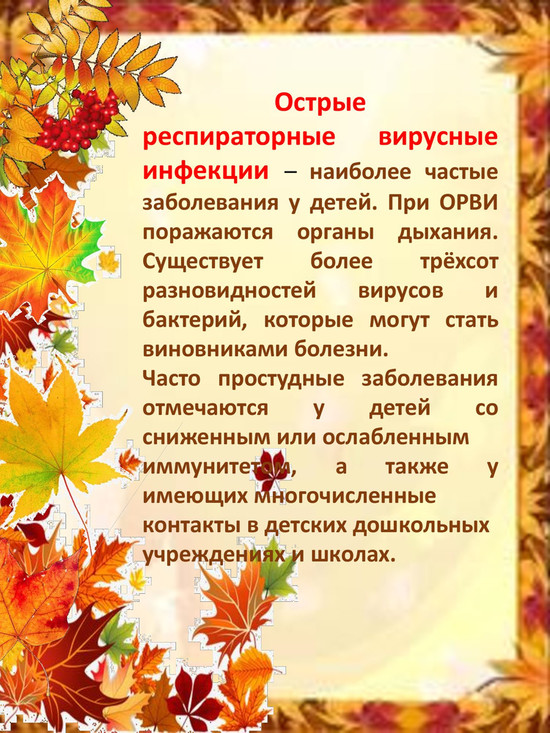 Острые
респираторные вирусные
инфекции – наиболее частые
заболевания у детей. При ОРВИ
поражаются органы дыхания.
Существует более трёхсот
разновидностей вирусов и
бактерий, которые могут стать
виновниками болезни.
Часто простудные заболевания
отмечаются у детей со
сниженным или ослабленным
иммунитетом, а также у
имеющих многочисленные
контакты в детских дошкольных
учреждениях и школах.